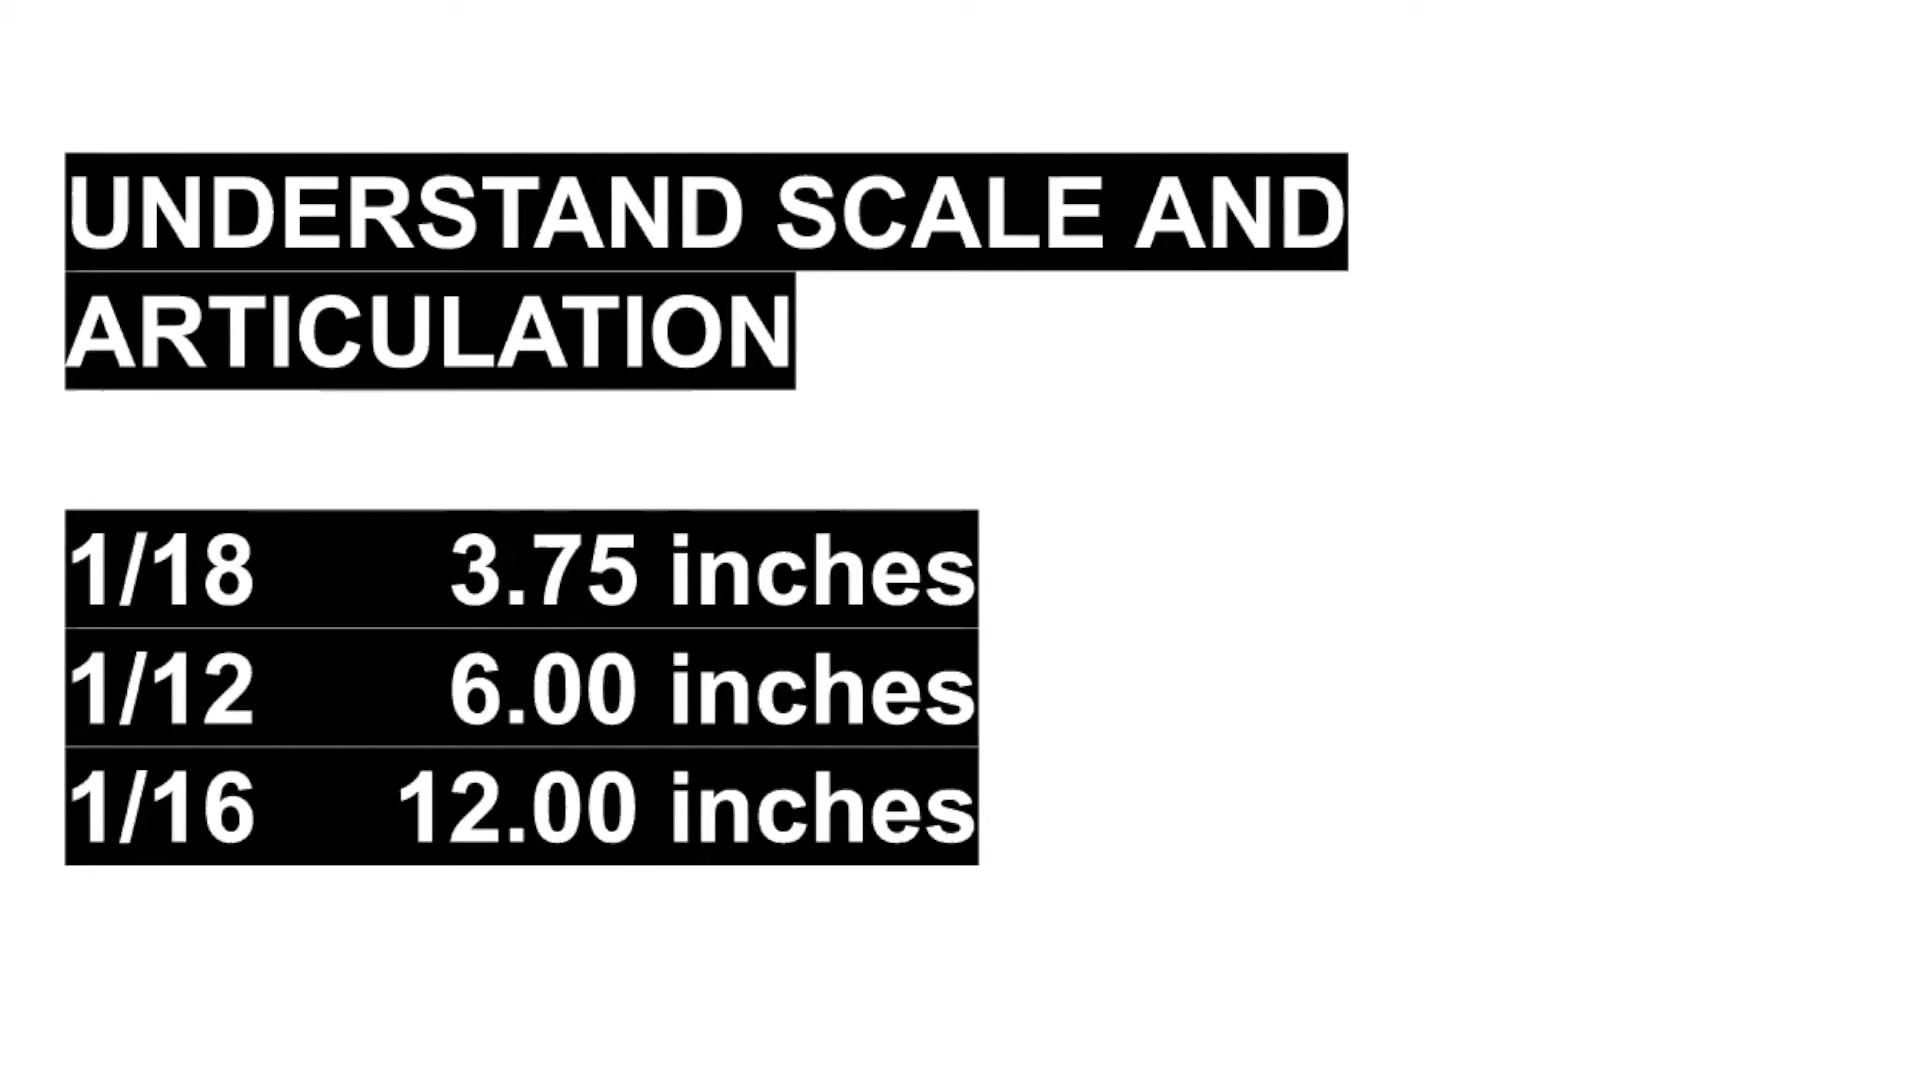 UNDERSTAND SCALE AND
ARTICULATION
1/18 3.75 inches
1/12 6.00 inches
1/16 12.00 inches